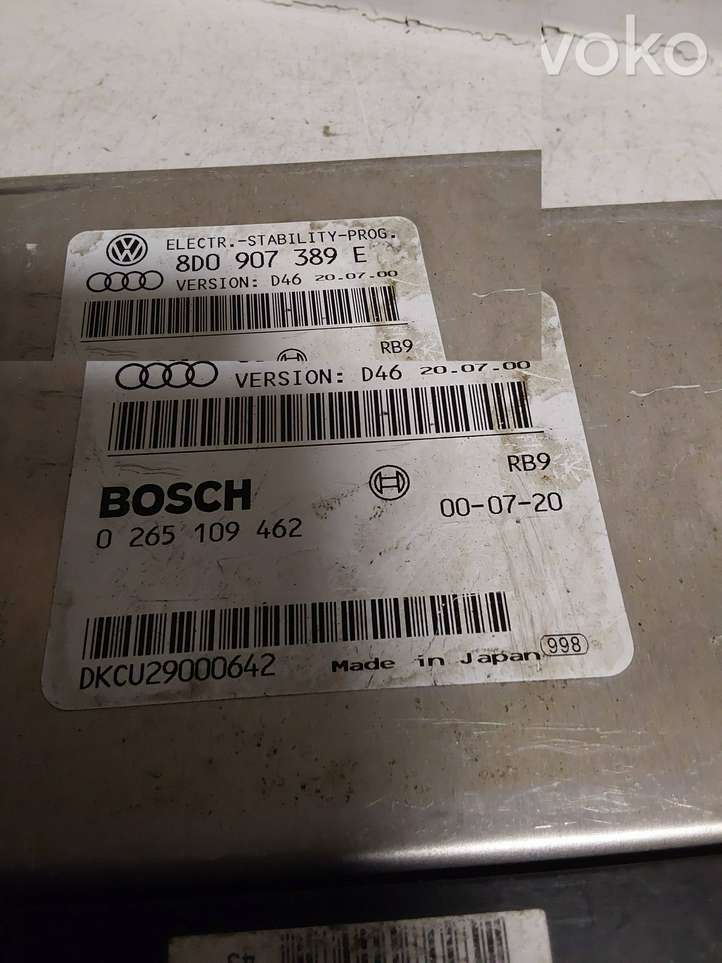 voko
ELECTR.-STABILITY-PROG.
8D0 907 389 E
VERSION: D46 20.07.00
RB9
VERSION: D46 20.07.00
RB9
BOSCH
00-07-20
0 265 109 462
DKCU29000642
Made in Japan 998